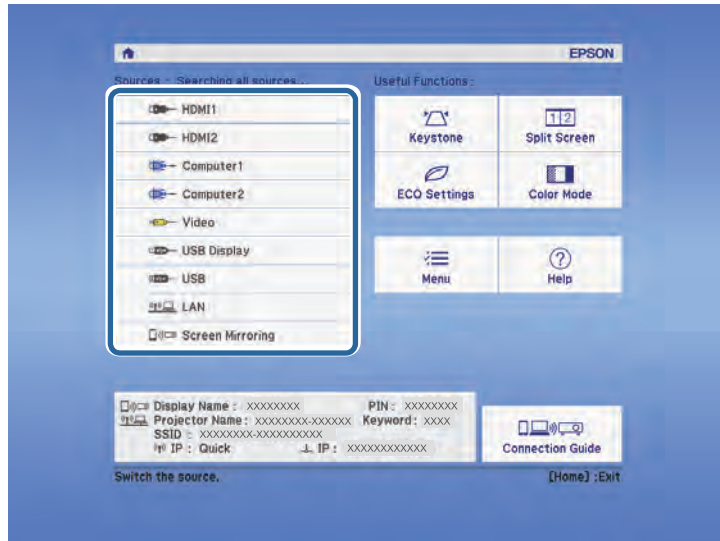 EPSON
Sources : Searching all sources...
HDMI1
HDMI2
Computer1
Computer2
Video
USB Display
USB
LAN
Screen Mirroring
Useful Functions :
Keystone
1 2
Split Screen
ECO Settings
Color Mode
Menu
?
Help
Display Name : XXXXXXXX PIN : XXXXXXXX
Projector Name : XXXXXXXX-XXXXXX Keyword : XXXX
SSID : XXXXXXXX-XXXXXXXXXX
IP : Quick IP : XXXXXXXXXXXX
Connection Guide
Switch the source. [Home] :Exit